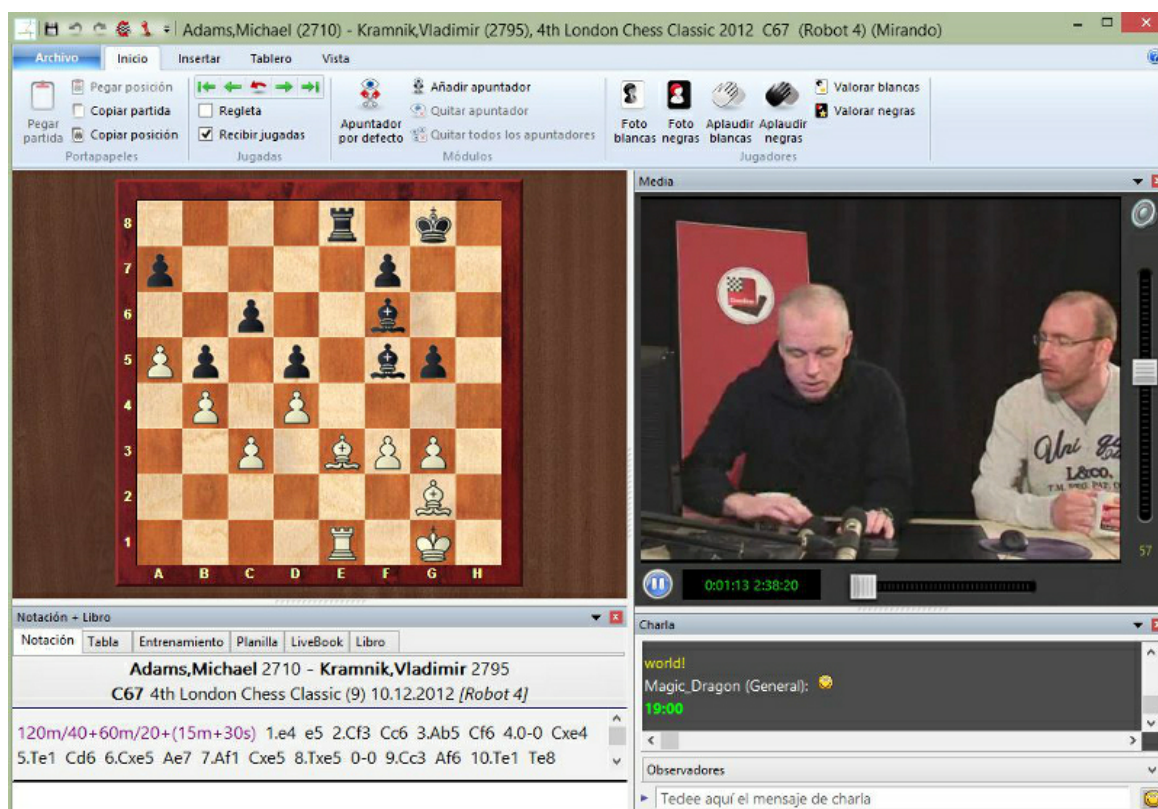 Adams,Michael (2710) - Kramnik,Vladimir (2795), 4th London Chess Classic 2012 C67 (Robot 4) (Mirando)
Archivo Inicio Insertar Tablero Vista
Pegar partida
Pegar posición
Copiar partida
Copiar posición
Portapapeles
Regleta
Recibir jugadas
Jugadas
Apuntador por defecto
Añadir apuntador
Quitar apuntador
Quitar todos los apuntadores
Módulos
Foto blancas
Foto negras
Aplaudir blancas
Aplaudir negras
Valorar blancas
Valorar negras
Jugadores
8
7
6
5
4
3
2
1
A B C D E F G H
Media
Uni
L&CO.
57
0:01:13 2:38:20
Notación + Libro
Notación Tabla Entrenamiento Planilla LiveBook Libro
Adams,Michael 2710 - Kramnik,Vladimir 2795
C67 4th London Chess Classic (9) 10.12.2012 [Robot 4]
120m/40+60m/20+(15m+30s) 1.e4 e5 2.Cf3 Cc6 3.Ab5 Cf6 4.0-0 Cxe4
5.Te1 Cd6 6.Cxe5 Ae7 7.Af1 Cxe5 8.Txe5 0-0 9.Cc3 Af6 10.Te1 Te8
Charla
world!
Magic_Dragon (General):
19:00
Observadores
Tedee aquí el mensaje de charla